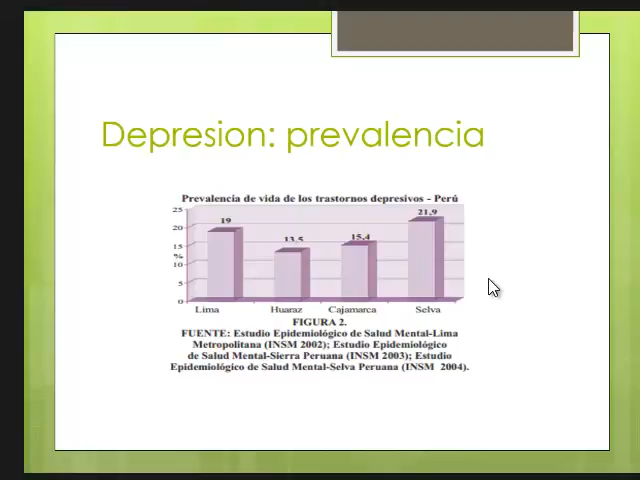 Depresion: prevalencia
Prevalencia de vida de los trastornos depresivos - Perú
25
20
15
%
10
5
0
19
13,5
15,4
21,9
Lima Huaraz Cajamarca Selva
FIGURA 2.
FUENTE: Estudio Epidemiológico de Salud Mental-Lima
Metropolitana (INSM 2002); Estudio Epidemiológico
de Salud Mental-Sierra Peruana (INSM 2003); Estudio
Epidemiológico de Salud Mental-Selva Peruana (INSM 2004).